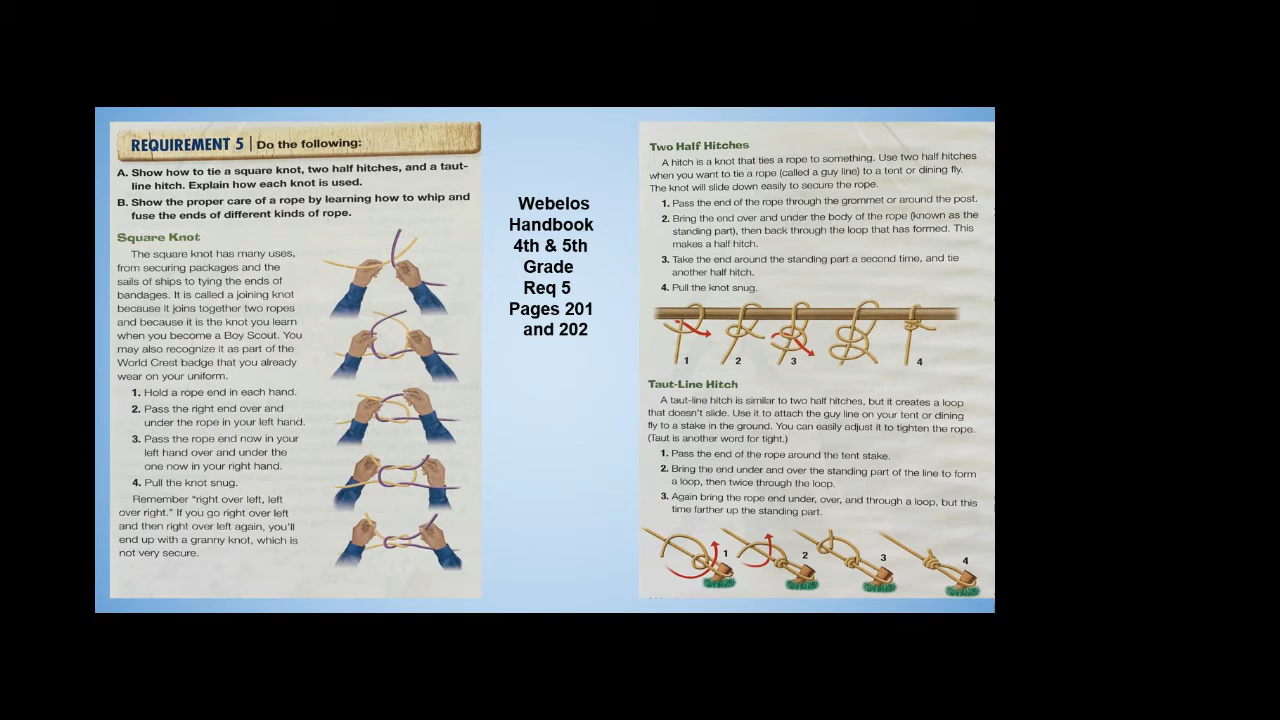 REQUIREMENT 5 | Do the following:
A. Show how to tie a square knot, two half hitches, and a taut-
line hitch. Explain how each knot is used.
B. Show the proper care of a rope by learning how to whip and
fuse the ends of different kinds of rope.
Square Knot
The square knot has many uses,
from securing packages and the
sails of ships to tying the ends of
bandages. It is called a joining knot
because it joins together two ropes
and because it is the knot you learn
when you become a Boy Scout. You
may also recognize it as part of the
World Crest badge that you already
wear on your uniform.
1. Hold a rope end in each hand.
2. Pass the right end over and
under the rope in your left hand.
3. Pass the rope end now in your
left hand over and under the
one now in your right hand.
4. Pull the knot snug.
Remember “right over left, left
over right.” If you go right over left
and then right over left again, you’ll
end up with a granny knot, which is
not very secure.
Webelos
Handbook
4th & 5th
Grade
Req 5
Pages 201
and 202
Two Half Hitches
A hitch is a knot that ties a rope to something. Use two half hitches
when you want to tie a rope (called a guy line) to a tent or dining fly.
The knot will slide down easily to secure the rope.
1. Pass the end of the rope through the grommet or around the post.
2. Bring the end over and under the body of the rope (known as the
standing part), then back through the loop that has formed. This
makes a half hitch.
3. Take the end around the standing part a second time, and tie
another half hitch.
4. Pull the knot snug.
1 2 3 4
Taut-Line Hitch
A taut-line hitch is similar to two half hitches, but it creates a loop
that doesn’t slide. Use it to attach the guy line on your tent or dining
fly to a stake in the ground. You can easily adjust it to tighten the rope.
(Taut is another word for tight.)
1. Pass the end of the rope around the tent stake.
2. Bring the end under and over the standing part of the line to form
a loop, then twice through the loop.
3. Again bring the rope end under, over, and through a loop, but this
time farther up the standing part.
1 2 3 4